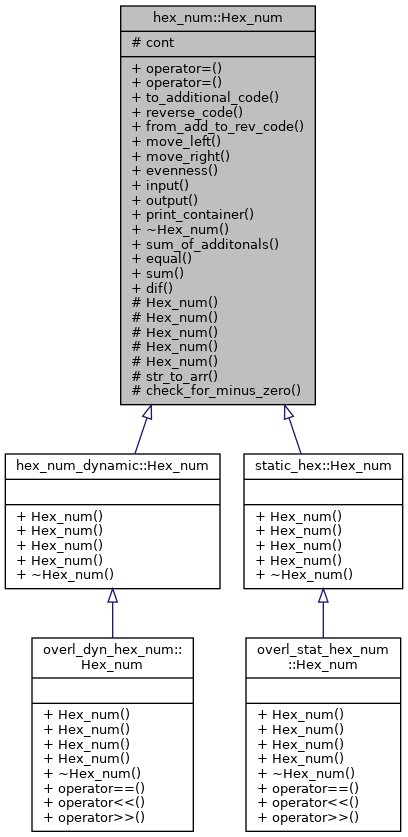 hex_num::Hex_num
# cont
+ operator=()
+ operator=()
+ to_additional_code()
+ reverse_code()
+ from_add_to_rev_code()
+ move_left()
+ move_right()
+ evenness()
+ input()
+ output()
+ print_container()
+ ~Hex_num()
+ sum_of_additonals()
+ equal()
+ sum()
+ dif()
# Hex_num()
# Hex_num()
# Hex_num()
# Hex_num()
# Hex_num()
# str_to_arr()
# check_for_minus_zero()
hex_num_dynamic::Hex_num
+ Hex_num()
+ Hex_num()
+ Hex_num()
+ Hex_num()
+ ~Hex_num()
static_hex::Hex_num
+ Hex_num()
+ Hex_num()
+ Hex_num()
+ Hex_num()
+ ~Hex_num()
overl_dyn_hex_num::
Hex_num
+ Hex_num()
+ Hex_num()
+ Hex_num()
+ Hex_num()
+ ~Hex_num()
+ operator==()
+ operator<<()
+ operator>>()
overl_stat_hex_num
::Hex_num
+ Hex_num()
+ Hex_num()
+ Hex_num()
+ Hex_num()
+ ~Hex_num()
+ operator==()
+ operator<<()
+ operator>>()